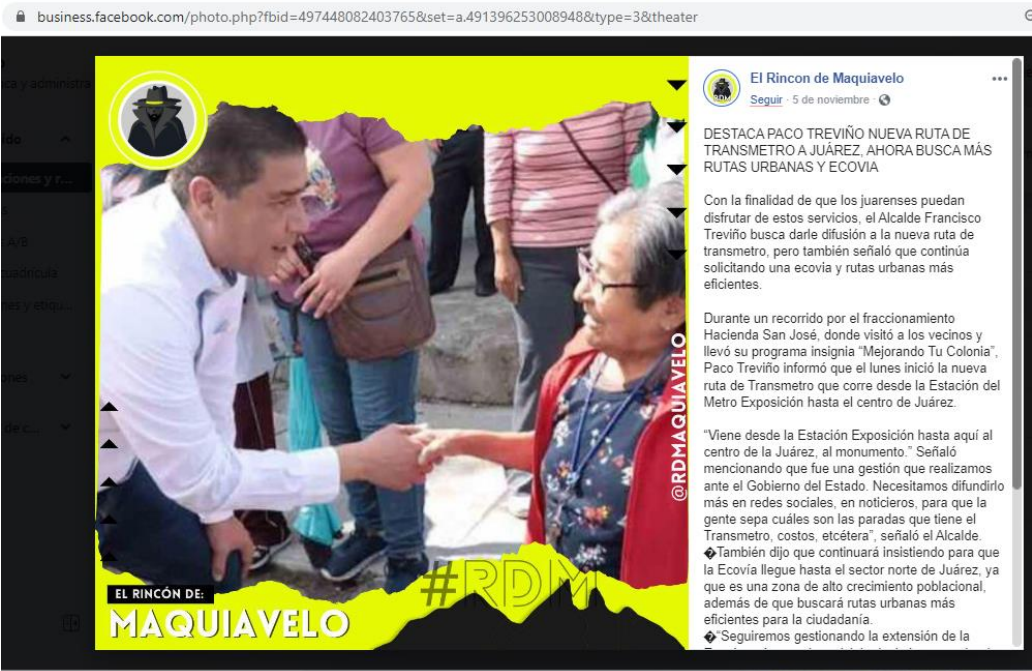 business.facebook.com/photo.php?fbid=497448082403765&set=a.491396253008948&type=3&theater
El Rincon de Maquiavelo
Seguir · 5 de noviembre ·
DESTACA PACO TREVIÑO NUEVA RUTA DE
TRANSMETRO A JUÁREZ, AHORA BUSCA MÁS
RUTAS URBANAS Y ECOVIA
Con la finalidad de que los juarenses puedan
disfrutar de estos servicios, el Alcalde Francisco
Treviño busca darle difusión a la nueva ruta de
transmetro, pero también señaló que continúa
solicitando una ecovia y rutas urbanas más
eficientes.
Durante un recorrido por el fraccionamiento
Hacienda San José, donde visitó a los vecinos y
llevó su programa insignia “Mejorando Tu Colonia”,
Paco Treviño informó que el lunes inició la nueva
ruta de Transmetro que corre desde la Estación del
Metro Exposición hasta el centro de Juárez.
“Viene desde la Estación Exposición hasta aquí al
centro de la Juárez, al monumento.” Señaló
mencionando que fue una gestión que realizamos
ante el Gobierno del Estado. Necesitamos difundirlo
más en redes sociales, en noticieros, para que la
gente sepa cuáles son las paradas que tiene el
Transmetro, costos, etcétera”, señaló el Alcalde.
�También dijo que continuará insistiendo para que
la Ecovía llegue hasta el sector norte de Juárez, ya
que es una zona de alto crecimiento poblacional,
además de que buscará rutas urbanas más
eficientes para la ciudadanía.
�“Seguiremos gestionando la extensión de la
@RDMAQUIAVELO
#RDM
EL RINCÓN DE:
MAQUIAVELO